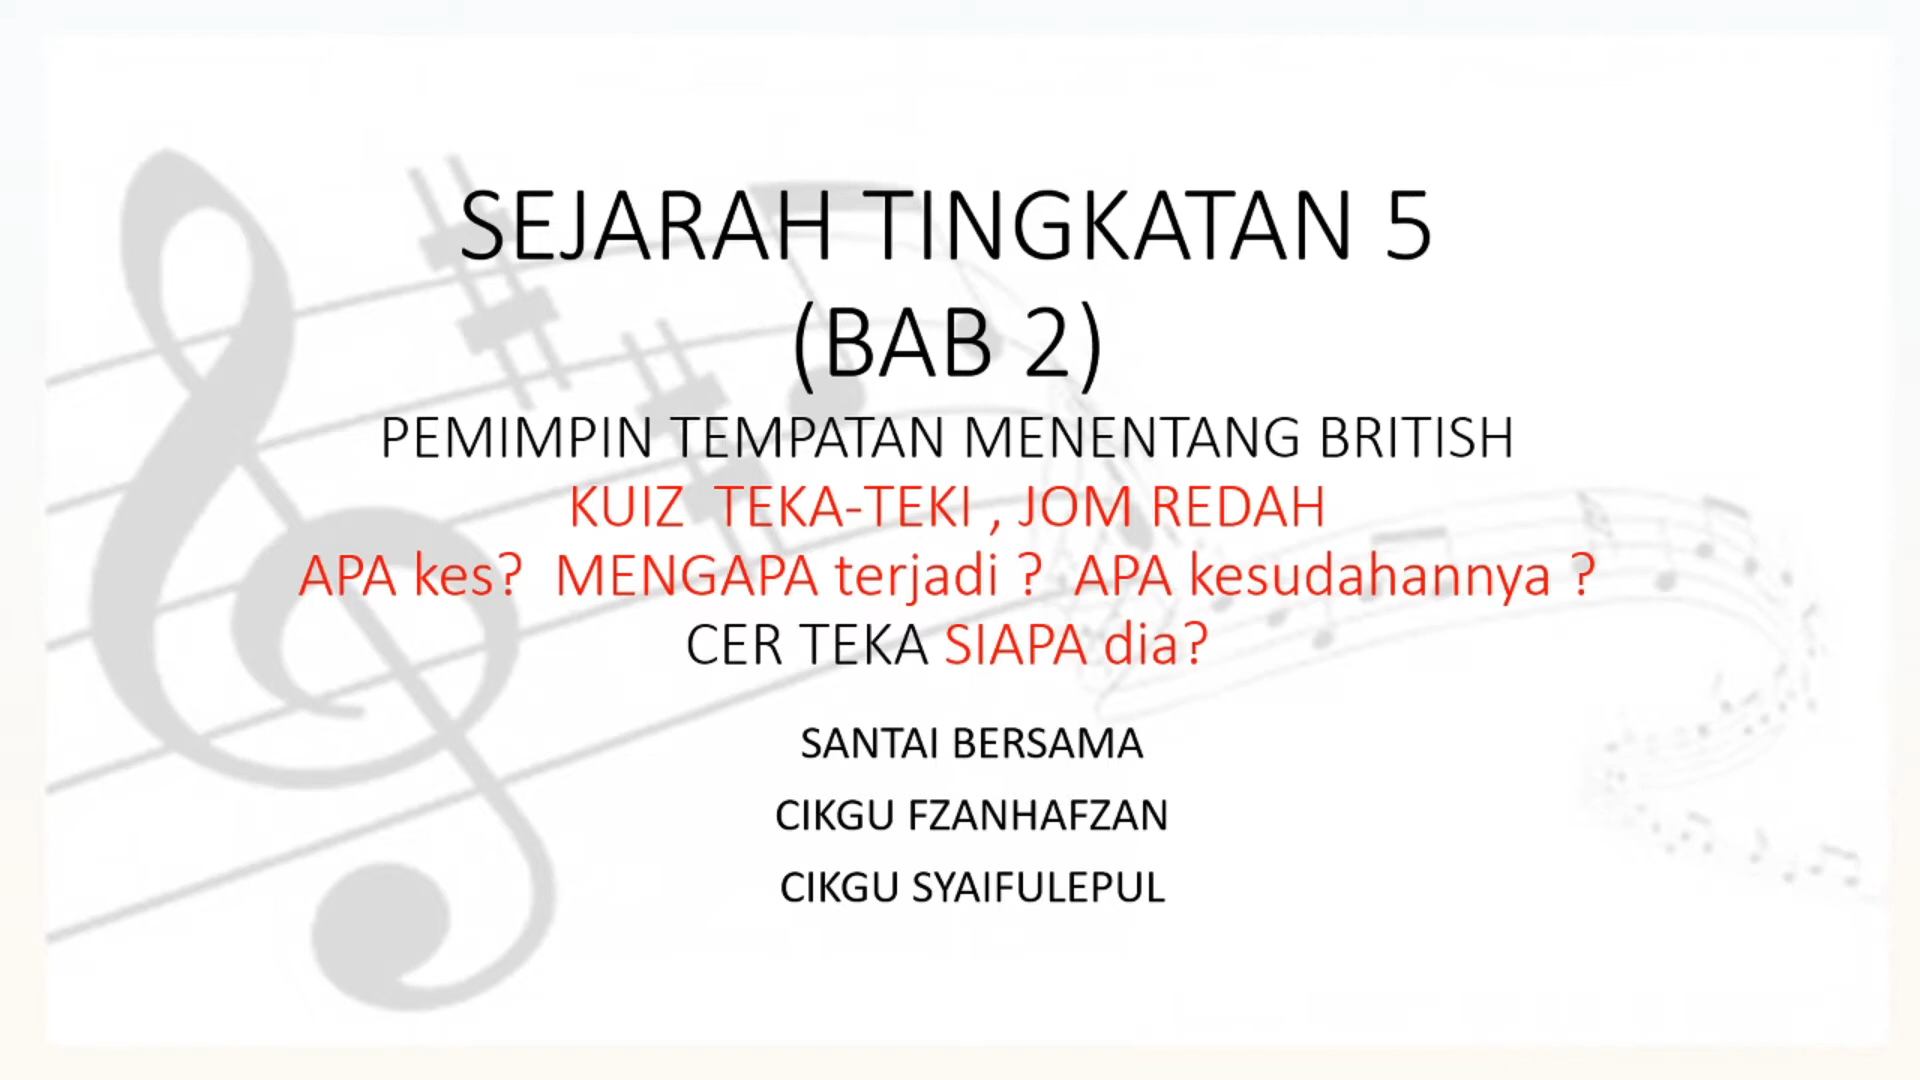 SEJARAH TINGKATAN 5
(BAB 2)
PEMIMPIN TEMPATAN MENENTANG BRITISH
KUIZ TEKA-TEKI , JOM REDAH
APA kes? MENGAPA terjadi ? APA kesudahannya ?
CER TEKA SIAPA dia?
SANTAI BERSAMA
CIKGU FZANHAFZAN
CIKGU SYAIFULEPUL